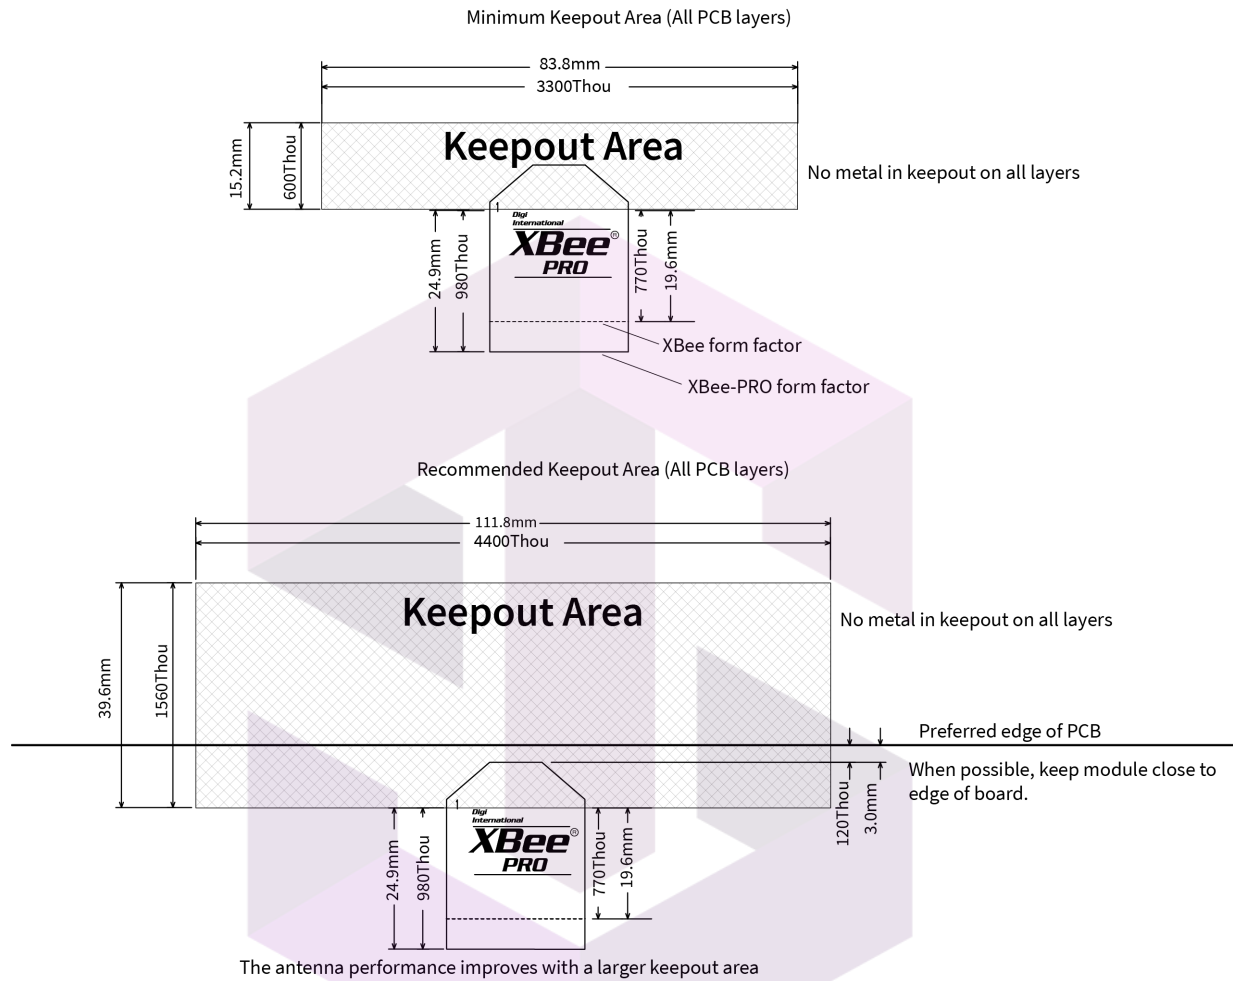 Minimum Keepout Area (All PCB layers)
83.8mm
3300Thou
Keepout Area
15.2mm
600Thou
No metal in keepout on all layers
1
Digi
International
XBee®
PRO
24.9mm
980Thou
770Thou
19.6mm
XBee form factor
XBee-PRO form factor
Recommended Keepout Area (All PCB layers)
111.8mm
4400Thou
Keepout Area
No metal in keepout on all layers
39.6mm
1560Thou
Preferred edge of PCB
When possible, keep module close to
edge of board.
120Thou
3.0mm
1
Digi
International
XBee®
PRO
24.9mm
980Thou
770Thou
19.6mm
The antenna performance improves with a larger keepout area